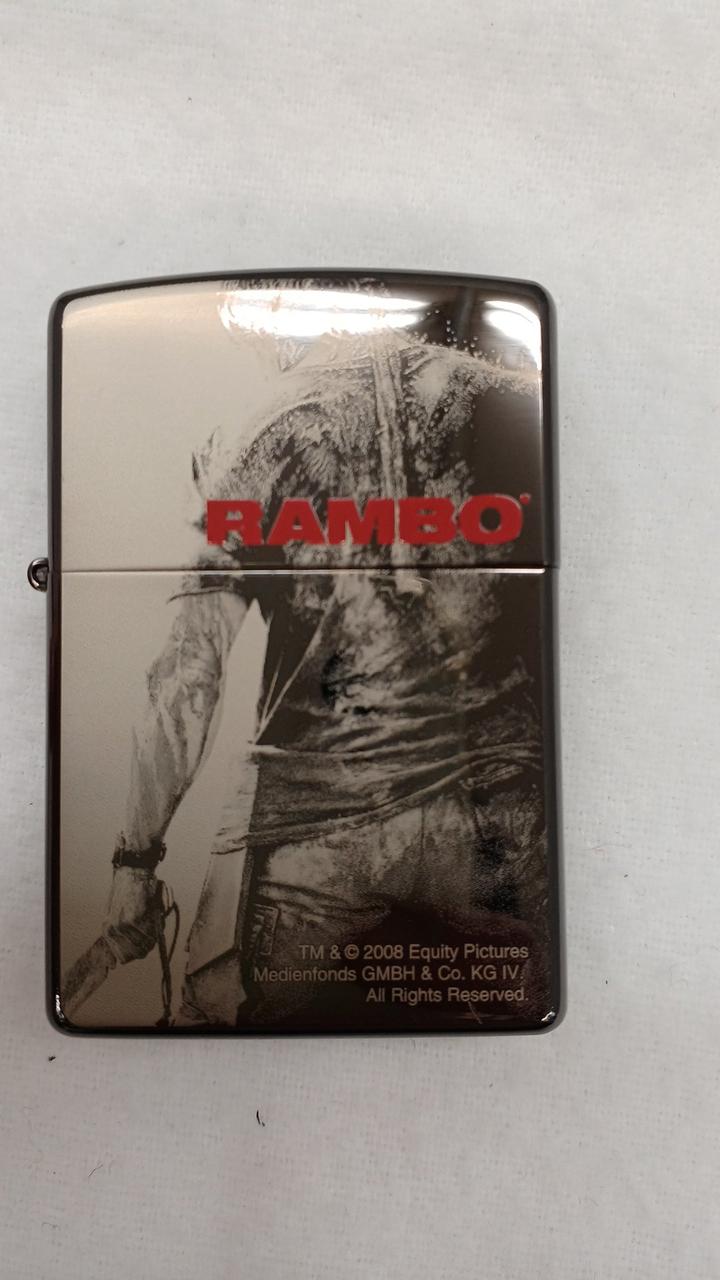 RAMBO
TM & © 2008 Equity Pictures
Medienfonds GMBH & Co. KG IV.
All Rights Reserved.